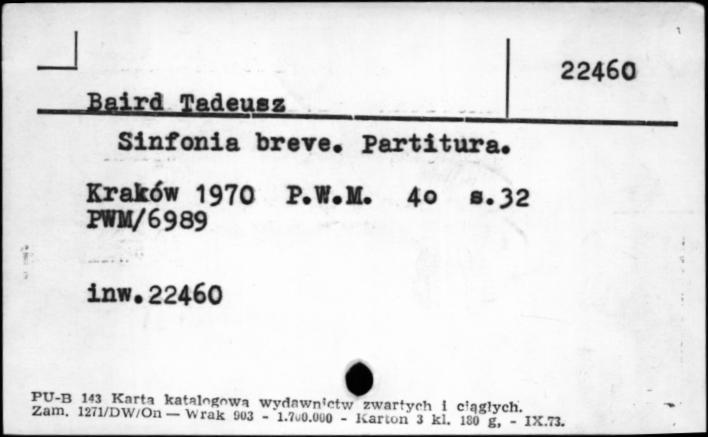 22460
Baird Tadeusz
Sinfonia breve. Partitura.
Kraków 1970 P.W.M. 4o s.32
PWM/6989
inw.22460
PU-B 143 Karta katalogowa wydawnictw zwartych i ciągłych.
Zam. 1271/DW/On — Wrak 903 - 1.700.000 - Karton 3 kl. 180 g, - IX.73.